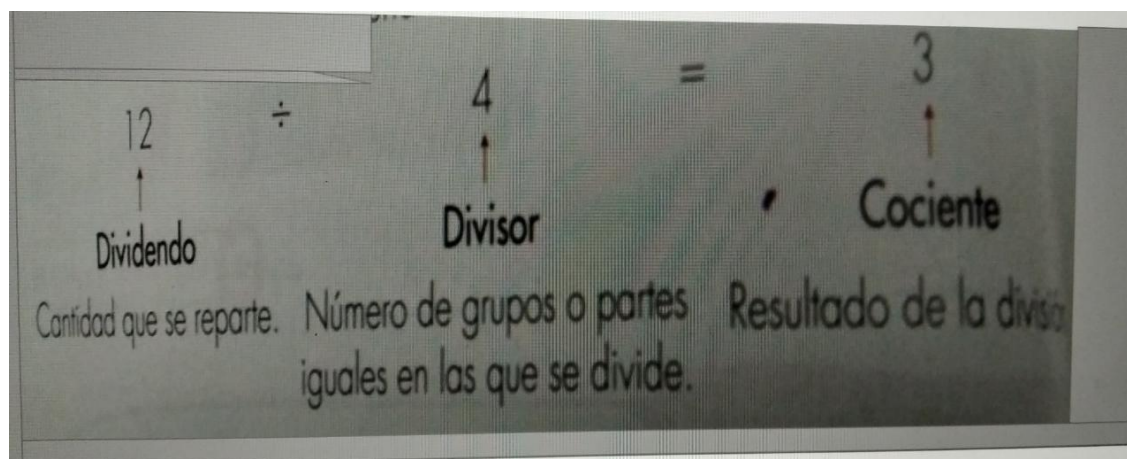 12 ÷ 4 = 3
Dividendo Divisor Cociente
Cantidad que se reparte. Número de grupos o partes Resultado de la división
iguales en las que se divide.